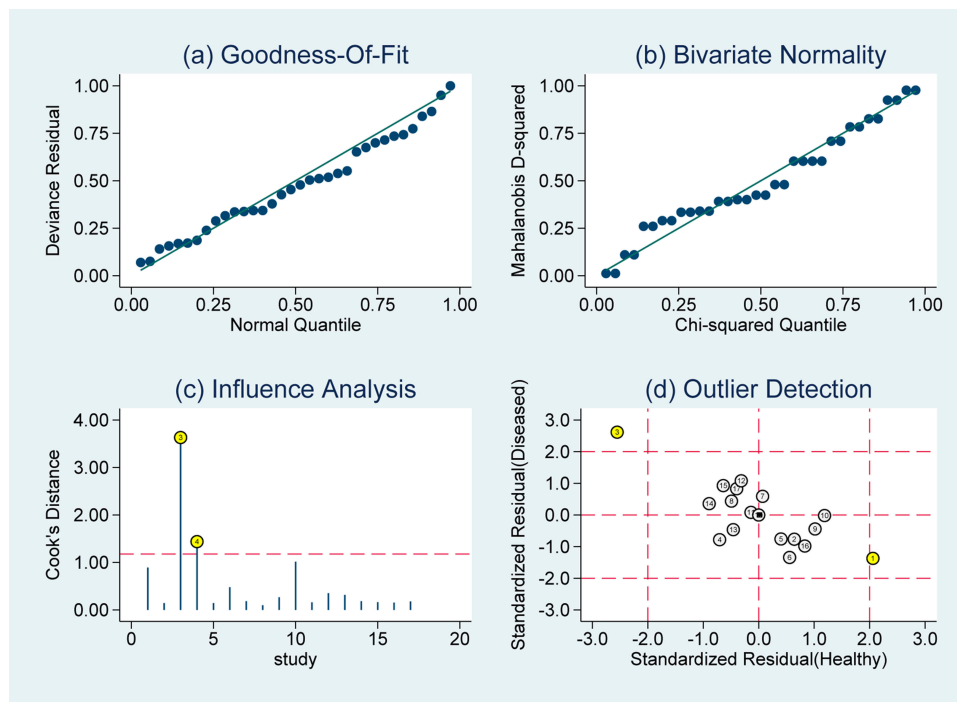 (a) Goodness-Of-Fit
Deviance Residual
1.00
0.75
0.50
0.25
0.00
0.00 0.25 0.50 0.75 1.00
Normal Quantile
(b) Bivariate Normality
Mahalanobis D-squared
1.00
0.75
0.50
0.25
0.00
0.00 0.25 0.50 0.75 1.00
Chi-squared Quantile
(c) Influence Analysis
Cook's Distance
4.00
3.00
2.00
1.00
0.00
3
4
0 5 10 15 20
study
(d) Outlier Detection
Standardized Residual(Diseased)
3.0
2.0
1.0
0.0
-1.0
-2.0
-3.0
3
12
15
17
7
8
14
10
13
9
4
5
2
16
6
1
-3.0 -2.0 -1.0 0.0 1.0 2.0 3.0
Standardized Residual(Healthy)